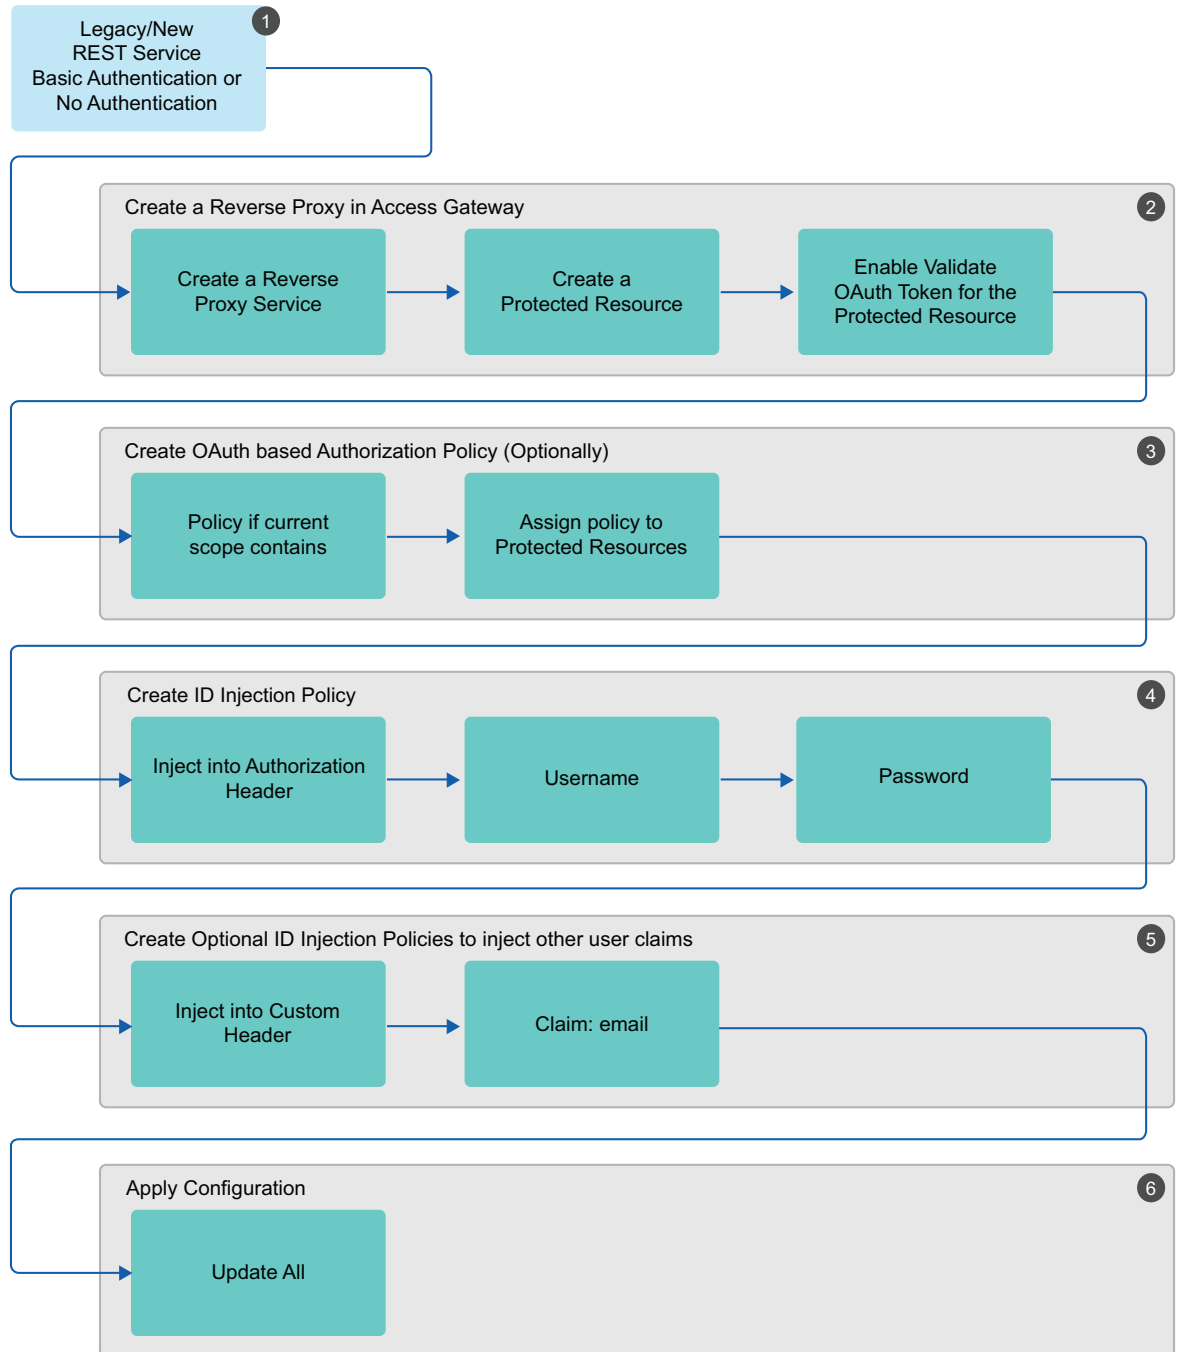 Legacy/New
REST Service
Basic Authentication or
No Authentication
1
Create a Reverse Proxy in Access Gateway
2
Create a Reverse
Proxy Service
Create a
Protected Resource
Enable Validate
OAuth Token for the
Protected Resource
Create OAuth based Authorization Policy (Optionally)
3
Policy if current
scope contains
Assign policy to
Protected Resources
Create ID Injection Policy
4
Inject into Authorization
Header
Username
Password
Create Optional ID Injection Policies to inject other user claims
5
Inject into Custom
Header
Claim: email
Apply Configuration
6
Update All